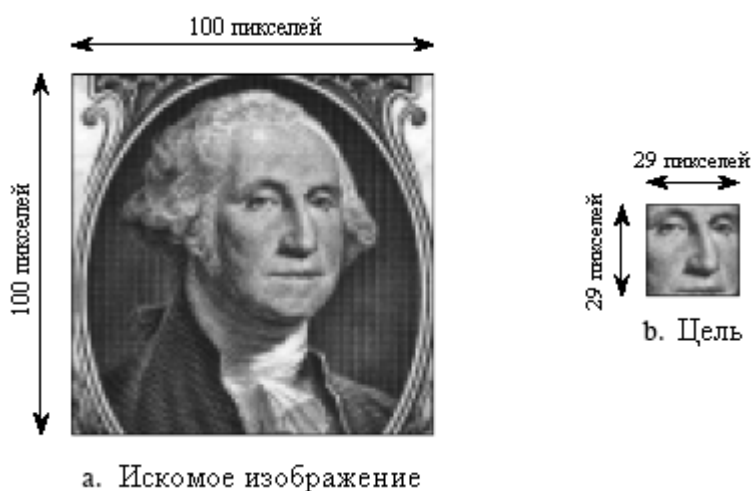 100 пикселей
100 пикселей
a. Искомое изображение
29 пикселей
29 пикселей
b. Цель